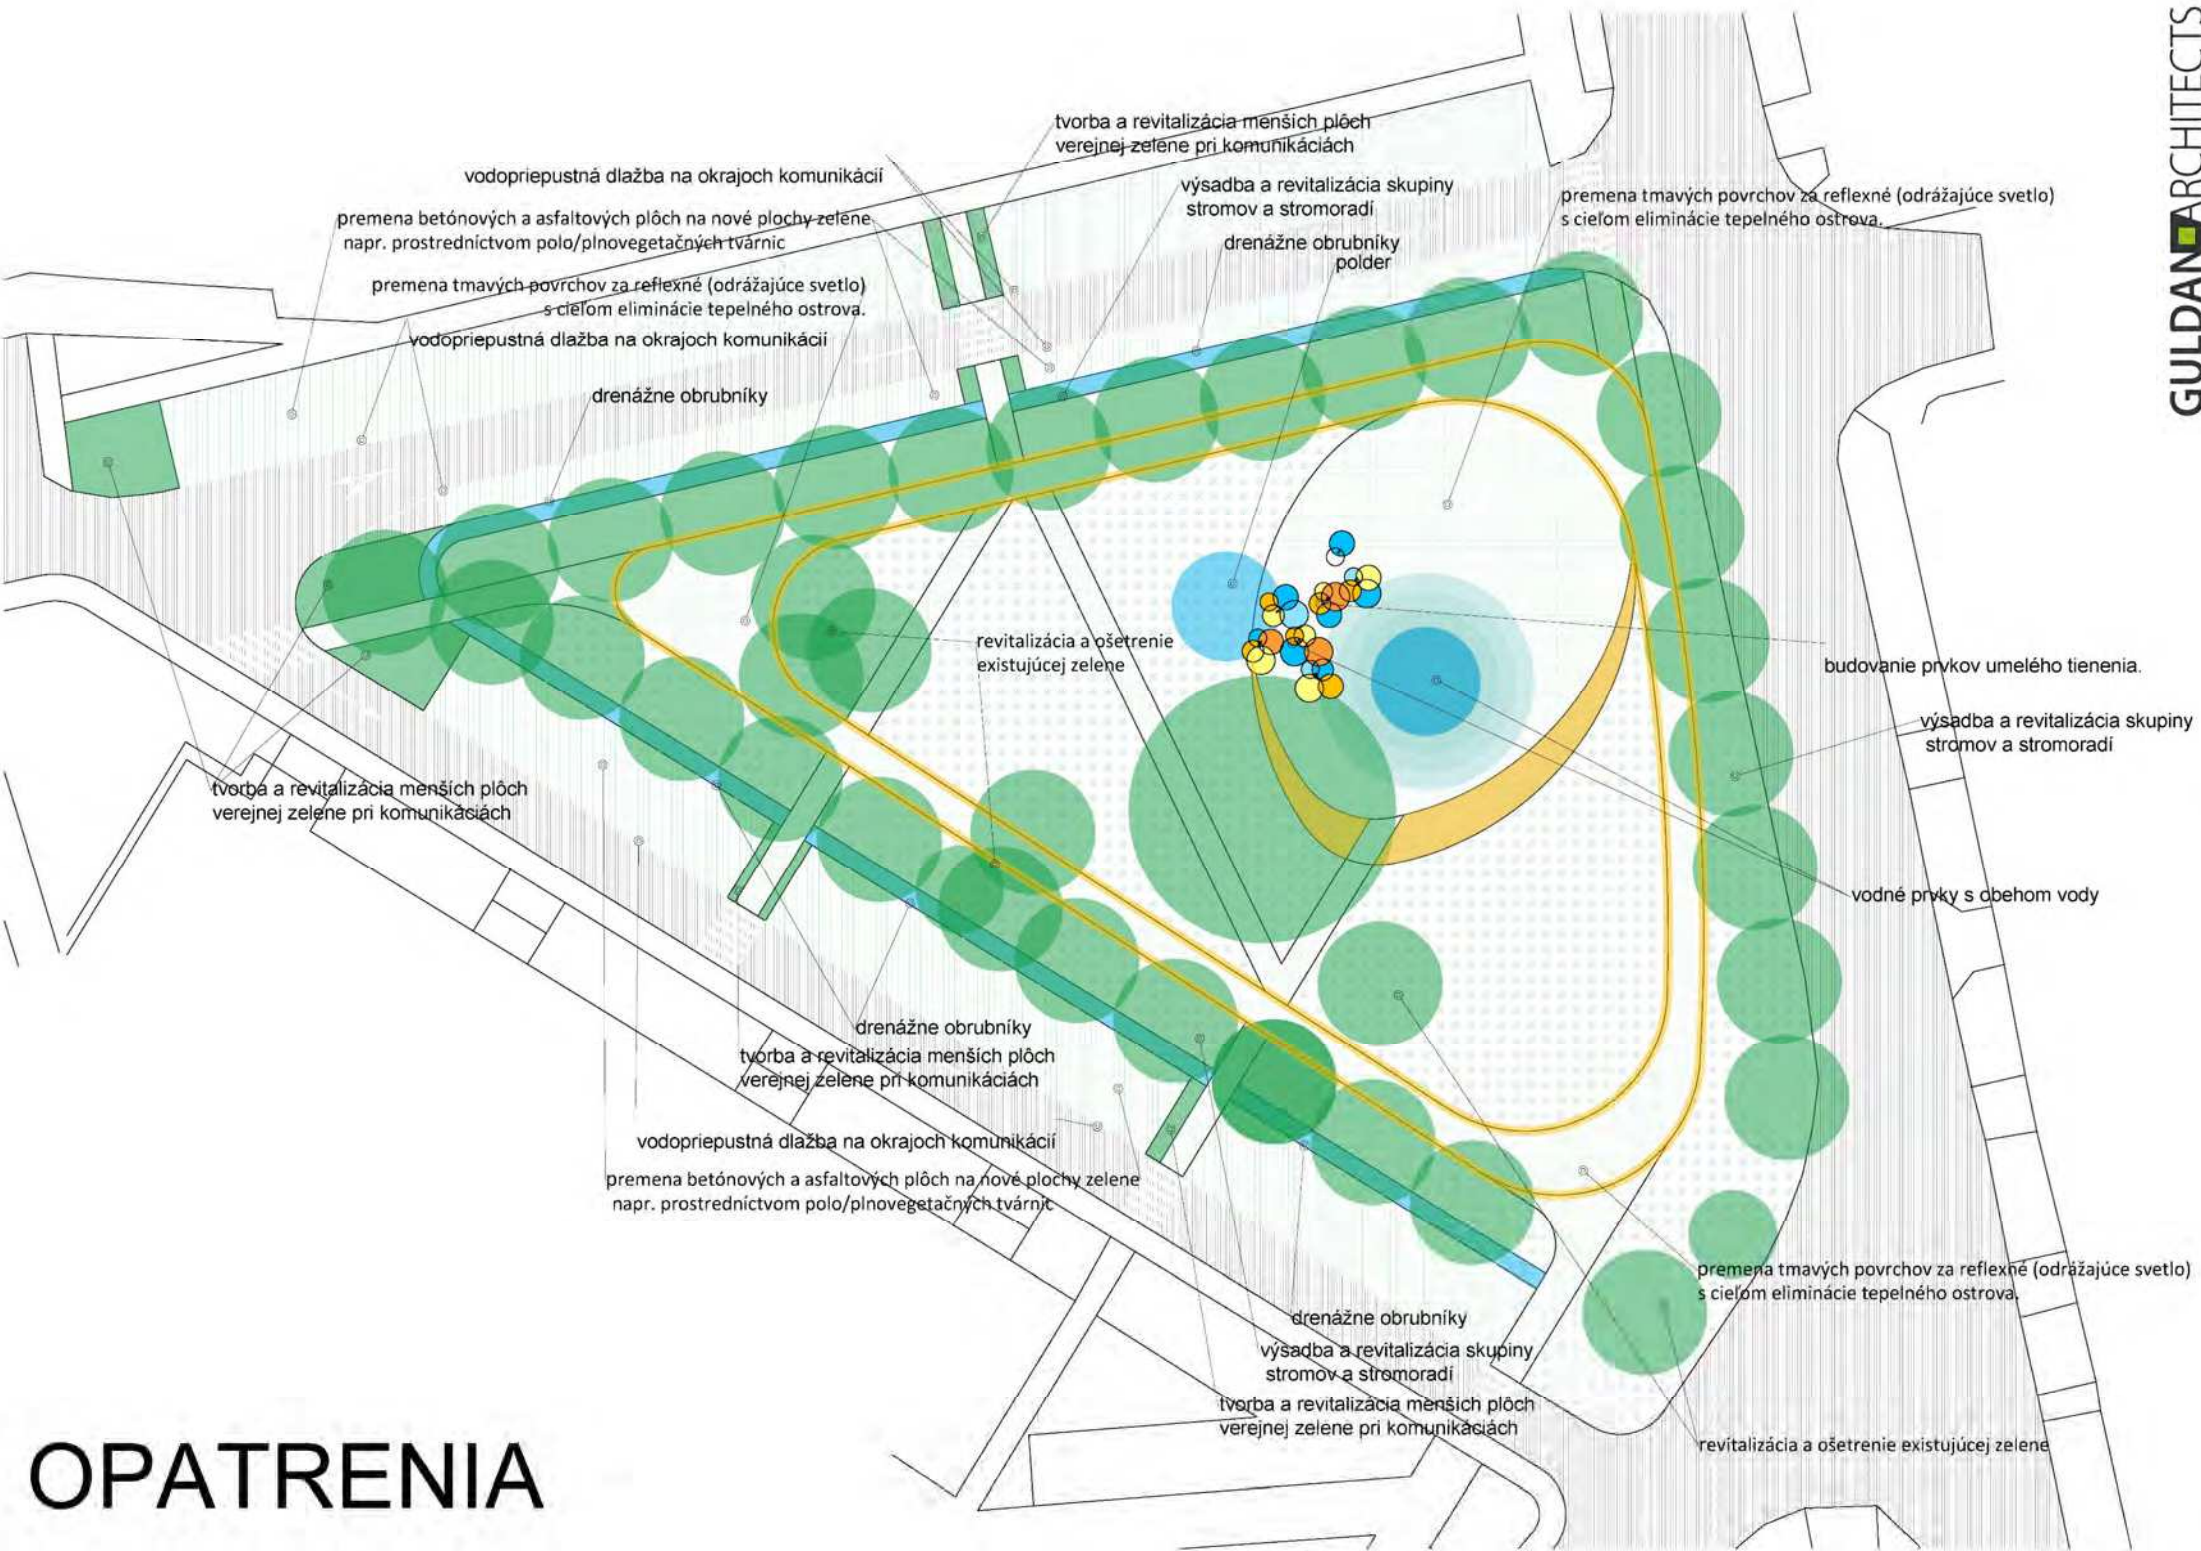 GULDAN ARCHITECTS
tvorba a revitalizácia menších plôch
verejnej zelene pri komunikáciách
vodopriepustná dlažba na okrajoch komunikácií
výsadba a revitalizácia skupiny
stromov a stromoradí
premena tmavých povrchov za reflexné (odrážajúce svetlo)
s cieľom eliminácie tepelného ostrova.
premena betónových a asfaltových plôch na nové plochy zelene
napr. prostredníctvom polo/plnovegetačných tvárnic
drenážne obrubníky
polder
premena tmavých povrchov za reflexné (odrážajúce svetlo)
s cieľom eliminácie tepelného ostrova.
vodopriepustná dlažba na okrajoch komunikácií
drenážne obrubníky
revitalizácia a ošetrenie
existujúcej zelene
budovanie prvkov umelého tienenia.
výsadba a revitalizácia skupiny
stromov a stromoradí
tvorba a revitalizácia menších plôch
verejnej zelene pri komunikáciách
vodné prvky s obehom vody
drenážne obrubníky
tvorba a revitalizácia menších plôch
verejnej zelene pri komunikáciách
vodopriepustná dlažba na okrajoch komunikácií
premena betónových a asfaltových plôch na nové plochy zelene
napr. prostredníctvom polo/plnovegetačných tvárnic
premena tmavých povrchov za reflexné (odrážajúce svetlo)
s cieľom eliminácie tepelného ostrova.
drenážne obrubníky
výsadba a revitalizácia skupiny
stromov a stromoradí
tvorba a revitalizácia menších plôch
verejnej zelene pri komunikáciách
revitalizácia a ošetrenie existujúcej zelene
OPATRENIA